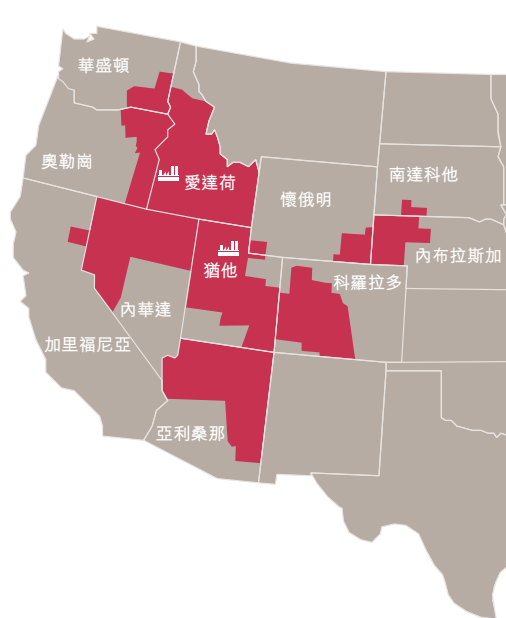 華盛頓
奧勒崗
愛達荷
南達科他
懷俄明
內布拉斯加
猶他
科羅拉多
內華達
加里福尼亞
亞利桑那